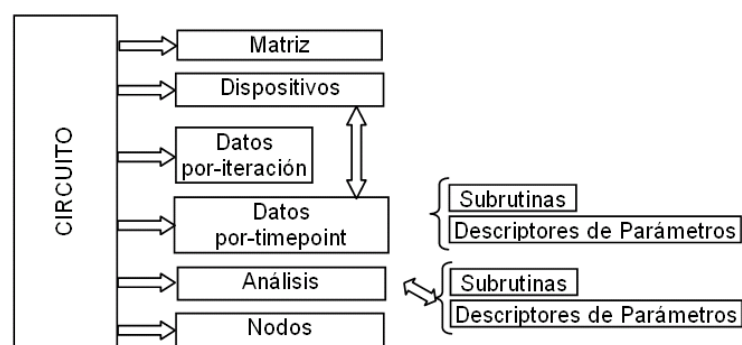 CIRCUITO
Matriz
Dispositivos
Datos
por-iteración
Datos
por-timepoint
Análisis
Nodos
Subrutinas
Descriptores de Parámetros
Subrutinas
Descriptores de Parámetros